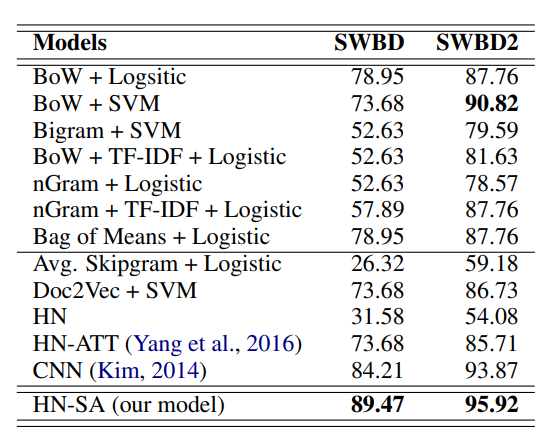 Models SWBD SWBD2
BoW + Logsitic 78.95 87.76
BoW + SVM 73.68 90.82
Bigram + SVM 52.63 79.59
BoW + TF-IDF + Logistic 52.63 81.63
nGram + Logistic 52.63 78.57
nGram + TF-IDF + Logistic 57.89 87.76
Bag of Means + Logistic 78.95 87.76
Avg. Skipgram + Logistic 26.32 59.18
Doc2Vec + SVM 73.68 86.73
HN 31.58 54.08
HN-ATT (Yang et al., 2016) 73.68 85.71
CNN (Kim, 2014) 84.21 93.87
HN-SA (our model) 89.47 95.92